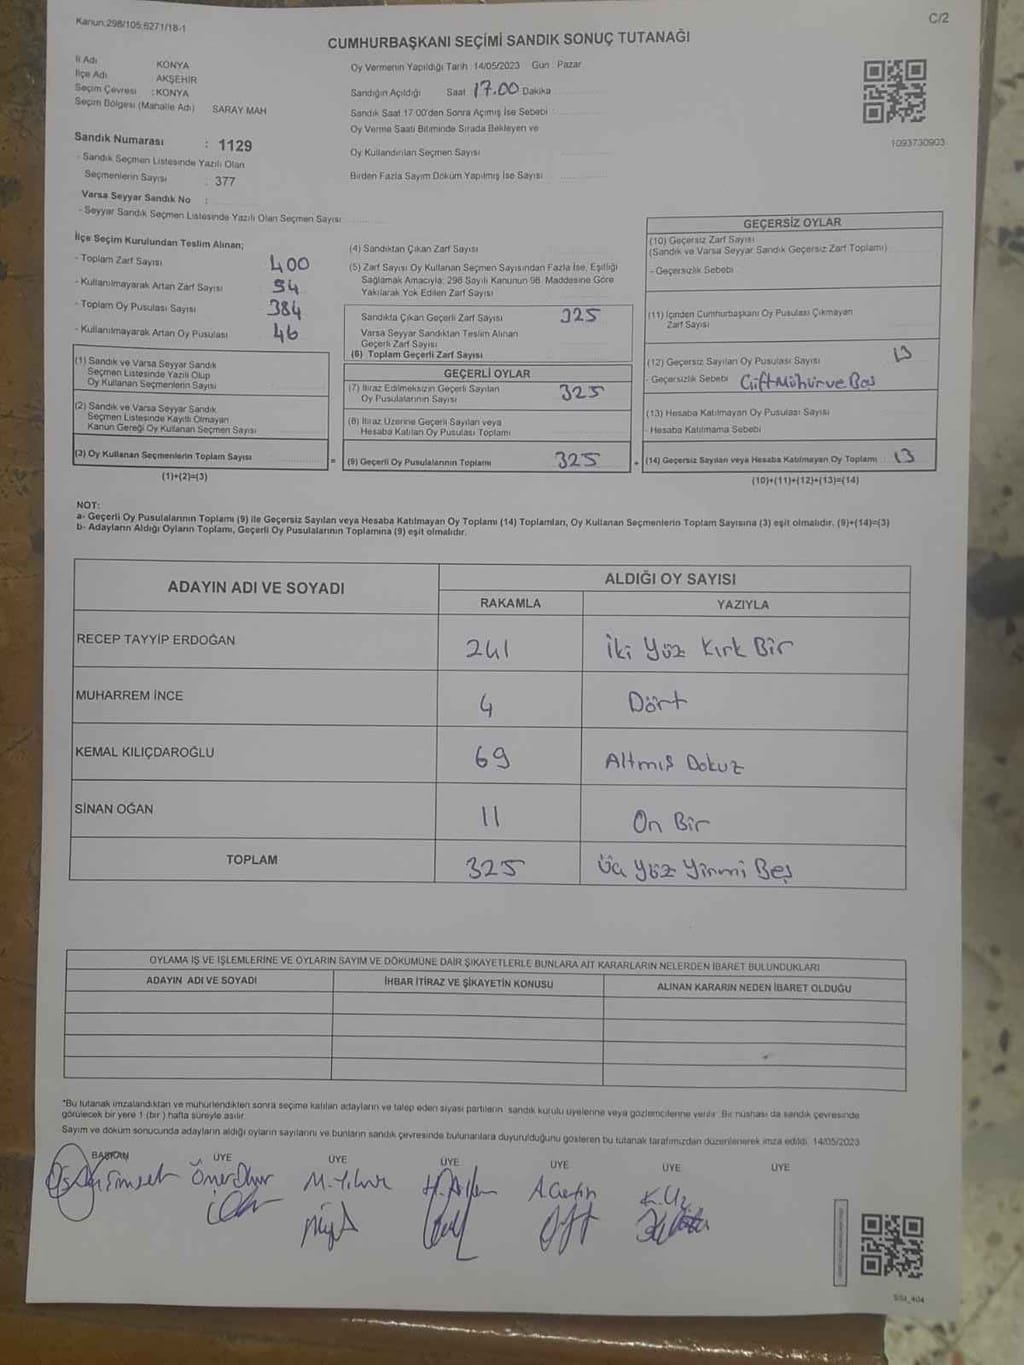 Kanun:298/105,6271/18-1
C/2
CUMHURBAŞKANI SEÇİMİ SANDIK SONUÇ TUTANAĞI
İl Adı KONYA
İlçe Adı AKŞEHİR
Seçim Çevresi : KONYA
Seçim Bölgesi (Mahalle Adı) SARAY MAH
Oy Vermenin Yapıldığı Tarih : 14/05/2023 Gün : Pazar
Sandığın Açıldığı Saat 17.00 Dakika
Sandık Saat 17:00'den Sonra Açımış İse Sebebi
Oy Verme Saati Bitiminde Sırada Bekleyen ve
Oy Kullandırılan Seçmen Sayısı
Birden Fazla Sayım Döküm Yapılmış İse Sayısı
1093730903
Sandık Numarası : 1129
- Sandık Seçmen Listesinde Yazılı Olan
Seçmenlerin Sayısı : 377
Varsa Seyyar Sandık No :
- Seyyar Sandık Seçmen Listesinde Yazılı Olan Seçmen Sayısı
İlçe Seçim Kurulundan Teslim Alınan;
- Toplam Zarf Sayısı 400
- Kullanılmayarak Artan Zarf Sayısı 54
- Toplam Oy Pusulası Sayısı 384
- Kullanılmayarak Artan Oy Pusulası 46
(1) Sandık ve Varsa Seyyar Sandık
Seçmen Listesinde Yazılı Olup
Oy Kullanan Seçmenlerin Sayısı
(2) Sandık ve Varsa Seyyar Sandık
Seçmen Listesinde Kayıtlı Olmayan
Kanun Gereği Oy Kullanan Seçmen Sayısı
(3) Oy Kullanan Seçmenlerin Toplam Sayısı
(1)+(2)=(3)
(4) Sandıktan Çıkan Zarf Sayısı
(5) Zarf Sayısı Oy Kullanan Seçmen Sayısından Fazla İse, Eşitliği
Sağlamak Amacıyla; 298 Sayılı Kanunun 98. Maddesine Göre
Yakılarak Yok Edilen Zarf Sayısı
Sandıkta Çıkan Geçerli Zarf Sayısı 325
Varsa Seyyar Sandıktan Teslim Alınan
Geçerli Zarf Sayısı
(6) Toplam Geçerli Zarf Sayısı
GEÇERLİ OYLAR
(7) İtiraz Edilmeksizin Geçerli Sayılan
Oy Pusulalarının Sayısı 325
(8) İtiraz Üzerine Geçerli Sayılan veya
Hesaba Katılan Oy Pusulası Toplamı
= (9) Geçerli Oy Pusulalarının Toplamı 325 +
GEÇERSİZ OYLAR
(10) Geçersiz Zarf Sayısı
(Sandık ve Varsa Seyyar Sandık Geçersiz Zarf Toplamı)
- Geçersizlik Sebebi
(11) İçinden Cumhurbaşkanı Oy Pusulası Çıkmayan
Zarf Sayısı
(12) Geçersiz Sayılan Oy Pusulası Sayısı 13
- Geçersizlik Sebebi Çift Mühür ve Boş
(13) Hesaba Katılmayan Oy Pusulası Sayısı
- Hesaba Katılmama Sebebi
(14) Geçersiz Sayılan veya Hesaba Katılmayan Oy Toplamı : 13
(10)+(11)+(12)+(13)=(14)
NOT:
a- Geçerli Oy Pusulalarının Toplamı (9) ile Geçersiz Sayılan veya Hesaba Katılmayan Oy Toplamı (14) Toplamları, Oy Kullanan Seçmenlerin Toplam Sayısına (3) eşit olmalıdır. (9)+(14)=(3)
b- Adayların Aldığı Oyların Toplamı, Geçerli Oy Pusulalarının Toplamına (9) eşit olmalıdır.
ADAYIN ADI VE SOYADI ALDIĞI OY SAYISI
RAKAMLA YAZIYLA
RECEP TAYYİP ERDOĞAN 241 İki Yüz Kırk Bir
MUHARREM İNCE 4 Dört
KEMAL KILIÇDAROĞLU 69 Altmış Dokuz
SİNAN OĞAN 11 On Bir
TOPLAM 325 Üç Yüz Yirmi Beş
OYLAMA İŞ VE İŞLEMLERİNE VE OYLARIN SAYIM VE DÖKÜMÜNE DAİR ŞİKAYETLERLE BUNLARA AİT KARARLARIN NELERDEN İBARET BULUNDUKLARI
ADAYIN ADI VE SOYADI İHBAR İTİRAZ VE ŞİKAYETİN KONUSU ALINAN KARARIN NEDEN İBARET OLDUĞU
*Bu tutanak imzalandıktan ve mühürlendikten sonra seçime katılan adayların ve talep eden siyasi partilerin sandık kurulu üyelerine veya gözlemcilerine verilir. Bir nüshası da sandık çevresinde
görülecek bir yere 1 (bir) hafta süreyle asılır.
Sayım ve döküm sonucunda adayların aldığı oyların sayılarını ve bunların sandık çevresinde bulunanlara duyurulduğunu gösteren bu tutanak tarafımızdan düzenlenerek imza edildi. 14/05/2023
BAŞKAN ÜYE ÜYE ÜYE ÜYE ÜYE ÜYE
M. Yılmaz A. Çetin